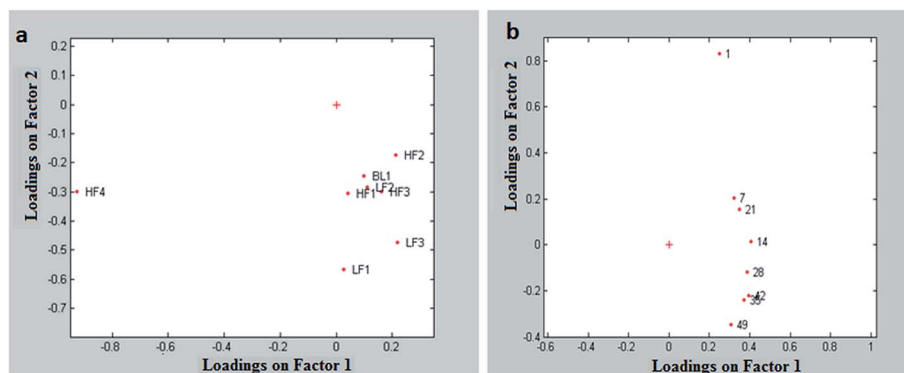 a
0.2
0.1
0
-0.1
-0.2
-0.3
-0.4
-0.5
-0.6
-0.7
Loadings on Factor 2
HF2
BL1
LF2
HF1
HF3
HF4
LF3
LF1
-0.8
-0.6
-0.4
-0.2
0
0.2
Loadings on Factor 1
b
0.8
0.6
0.4
0.2
0
-0.2
-0.4
Loadings on Factor 2
1
7
21
14
28
42
35
49
-0.6
-0.4
-0.2
0
0.2
0.4
0.6
0.8
1
Loadings on Factor 1